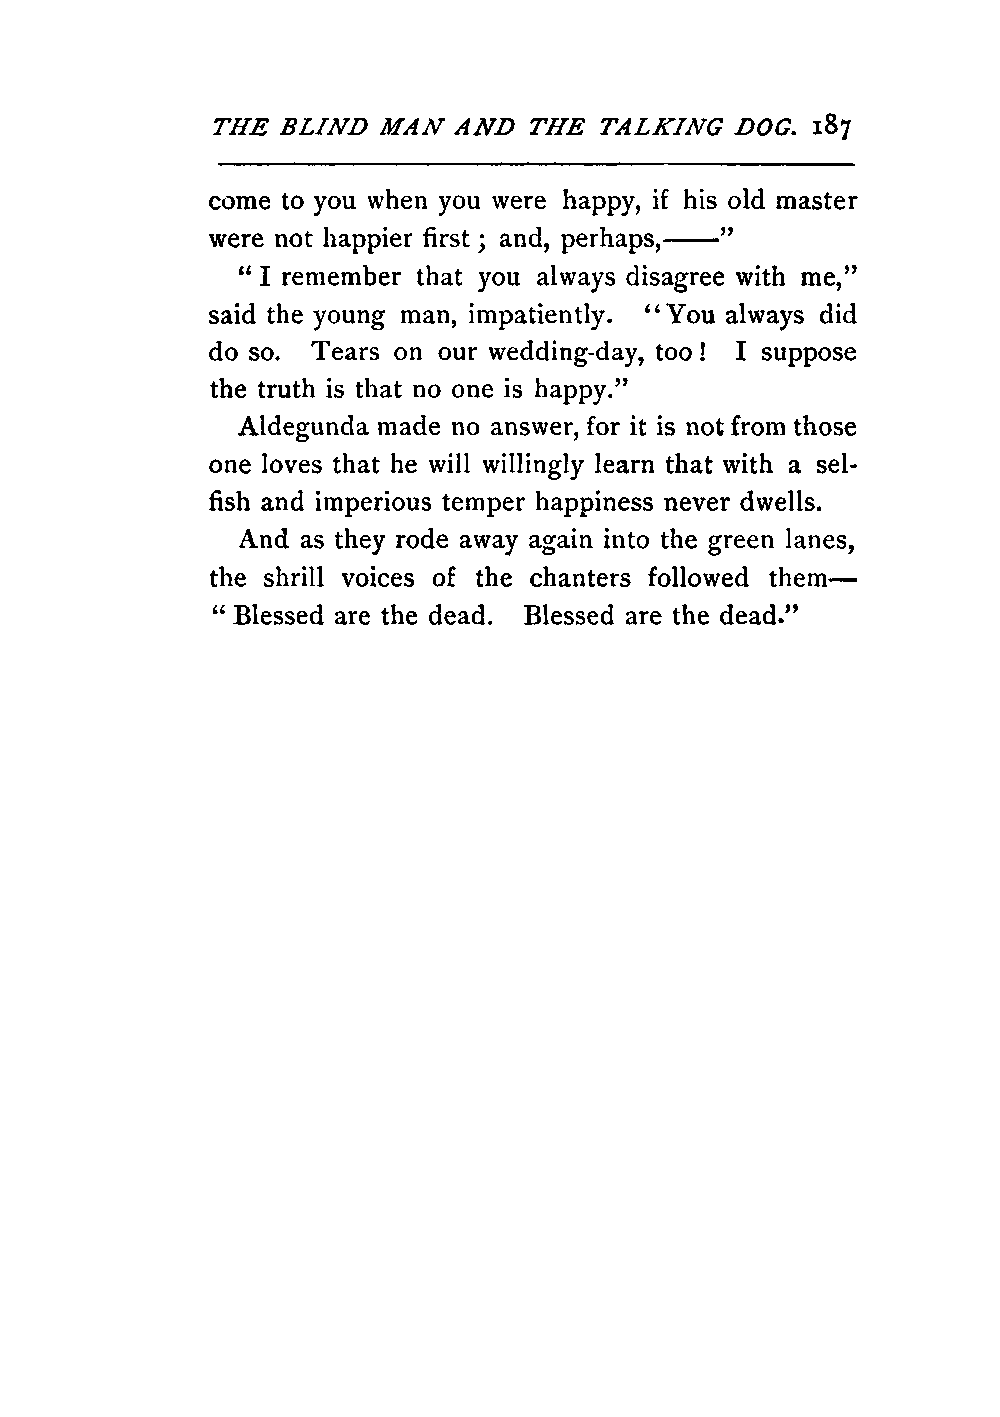 THE BLIND MAN AND THE TALKING DOG. 187
come to you when you were happy, if his old master
were not happier first ; and, perhaps,——"
“ I remember that you always disagree with me,”
said the young man, impatiently. “You always did
do so. Tears on our wedding-day, too ! I suppose
the truth is that no one is happy.”
Aldegunda made no answer, for it is not from those
one loves that he will willingly learn that with a sel-
fish and imperious temper happiness never dwells.
And as they rode away again into the green lanes,
the shrill voices of the chanters followed them—
“ Blessed are the dead. Blessed are the dead.”